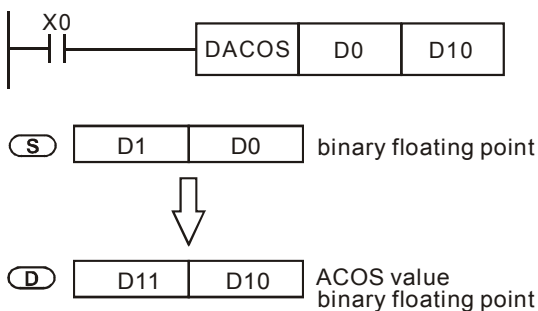 X0
DACOS D0 D10
S D1 D0 binary floating point
D D11 D10 ACOS value
binary floating point